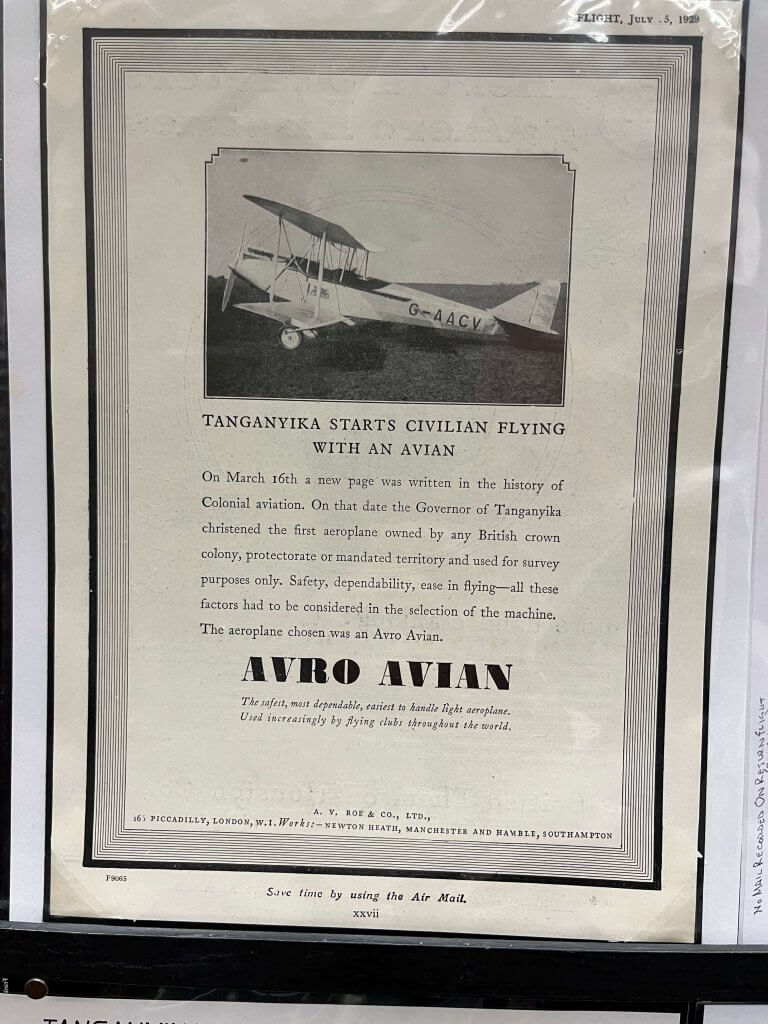 FLIGHT, JULY 5, 1929
G-AACV
TANGANYIKA STARTS CIVILIAN FLYING
WITH AN AVIAN
On March 16th a new page was written in the history of
Colonial aviation. On that date the Governor of Tanganyika
christened the first aeroplane owned by any British crown
colony, protectorate or mandated territory and used for survey
purposes only. Safety, dependability, ease in flying—all these
factors had to be considered in the selection of the machine.
The aeroplane chosen was an Avro Avian.
AVRO AVIAN
The safest, most dependable, easiest to handle light aeroplane.
Used increasingly by flying clubs throughout the world.
A. V. ROE & CO., LTD.,
PICCADILLY, LONDON, W.1. Works:—NEWTON HEATH, MANCHESTER AND HAMBLE, SOUTHAMPTON
F9065
Save time by using the Air Mail.
xxvii
NO MAIL RECORDED ON RETURN FLIGHT